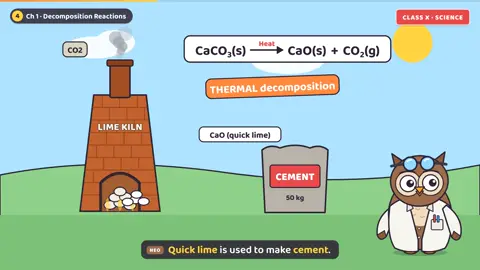 4 Ch 1 - Decomposition Reactions
CLASS X - SCIENCE
CO2
CaCO₃(s) Heat CaO(s) + CO₂(g)
THERMAL decomposition
LIME KILN
CaO (quick lime)
CEMENT
50 kg
NEO Quick lime is used to make cement.